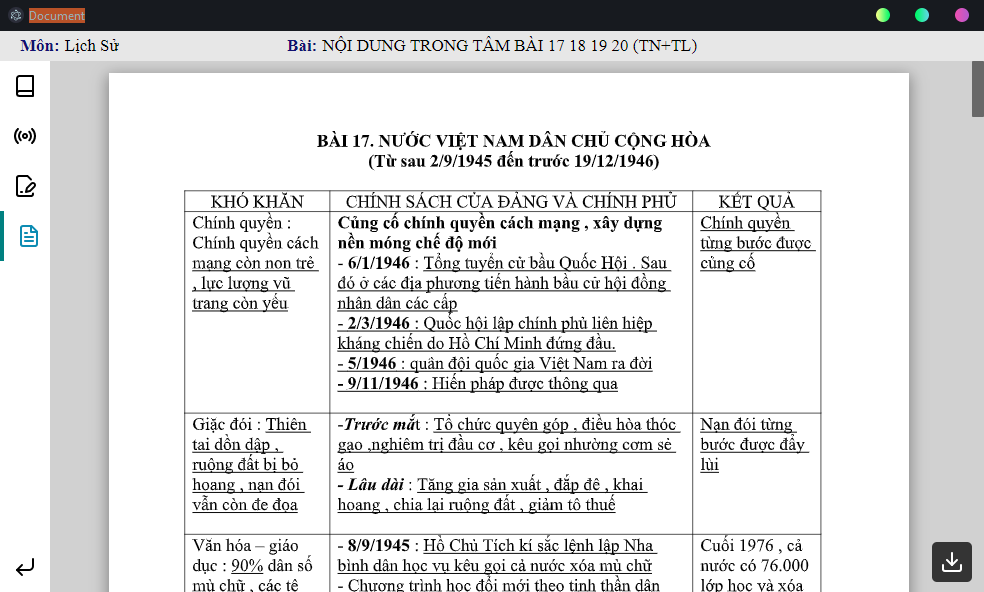 Document
Môn: Lịch Sử
Bài: NỘI DUNG TRONG TÂM BÀI 17 18 19 20 (TN+TL)
BÀI 17. NƯỚC VIỆT NAM DÂN CHỦ CỘNG HÒA
(Từ sau 2/9/1945 đến trước 19/12/1946)
KHÓ KHĂN
CHÍNH SÁCH CỦA ĐẢNG VÀ CHÍNH PHỦ
KẾT QUẢ
Chính quyền :
Chính quyền cách
mạng còn non trẻ
, lực lượng vũ
trang còn yếu
Củng cố chính quyền cách mạng , xây dựng
nền móng chế độ mới
- 6/1/1946 : Tổng tuyển cử bầu Quốc Hội . Sau
đó ở các địa phương tiến hành bầu cử hội đồng
nhân dân các cấp
- 2/3/1946 : Quốc hội lập chính phủ liên hiệp
kháng chiến do Hồ Chí Minh đứng đầu.
- 5/1946 : quân đội quốc gia Việt Nam ra đời
- 9/11/1946 : Hiến pháp được thông qua
Chính quyền
từng bước được
củng cố
Giặc đói : Thiên
tai dồn dập ,
ruộng đất bị bỏ
hoang , nạn đói
vẫn còn đe đọa
-Trước mắt : Tổ chức quyên góp , điều hòa thóc
gạo ,nghiêm trị đầu cơ , kêu gọi nhường cơm sẻ
áo
- Lâu dài : Tăng gia sản xuất , đắp đê , khai
hoang , chia lại ruộng đất , giảm tô thuế
Nạn đói từng
bước được đẩy
lùi
Văn hóa – giáo
dục : 90% dân số
mù chữ , các tê
- 8/9/1945 : Hồ Chủ Tịch kí sắc lệnh lập Nha
bình dân học vụ kêu gọi cả nước xóa mù chữ
- Chương trình học đổi mới theo tinh thần dân
Cuối 1976 , cả
nước có 76.000
lớp học và xóa